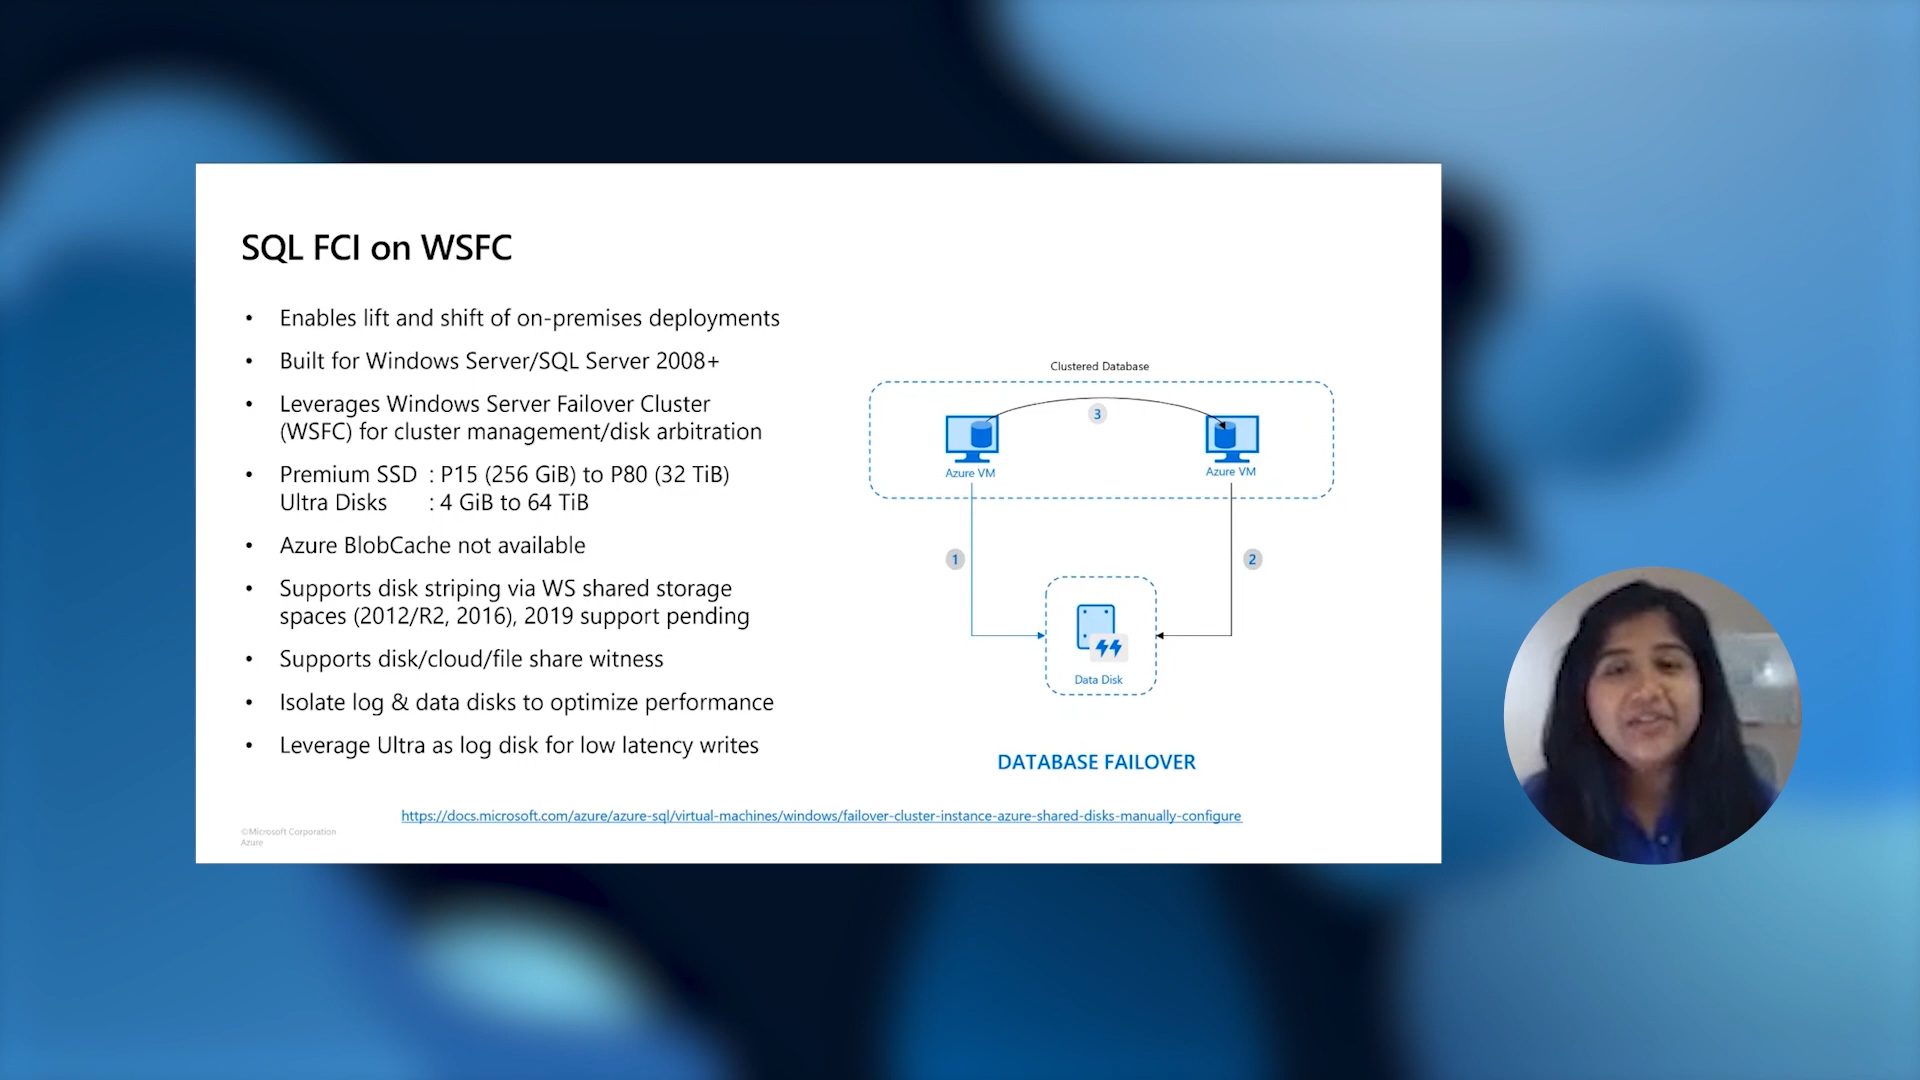 SQL FCI on WSFC
• Enables lift and shift of on-premises deployments
• Built for Windows Server/SQL Server 2008+
• Leverages Windows Server Failover Cluster
(WSFC) for cluster management/disk arbitration
• Premium SSD : P15 (256 GiB) to P80 (32 TiB)
Ultra Disks : 4 GiB to 64 TiB
• Azure BlobCache not available
• Supports disk striping via WS shared storage
spaces (2012/R2, 2016), 2019 support pending
• Supports disk/cloud/file share witness
• Isolate log & data disks to optimize performance
• Leverage Ultra as log disk for low latency writes
Clustered Database
3
Azure VM
Azure VM
1
2
Data Disk
DATABASE FAILOVER
https://docs.microsoft.com/azure/azure-sql/virtual-machines/windows/failover-cluster-instance-azure-shared-disks-manually-configure
©Microsoft Corporation
Azure